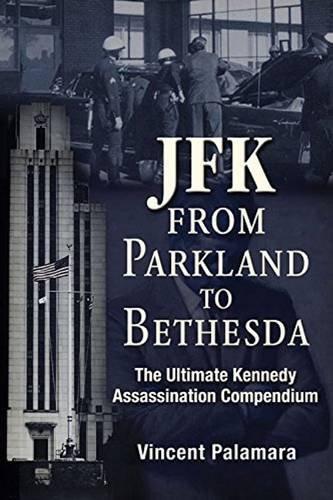 JFK
FROM
PARKLAND
TO
BETHESDA
The Ultimate Kennedy
Assassination Compendium
Vincent Palamara